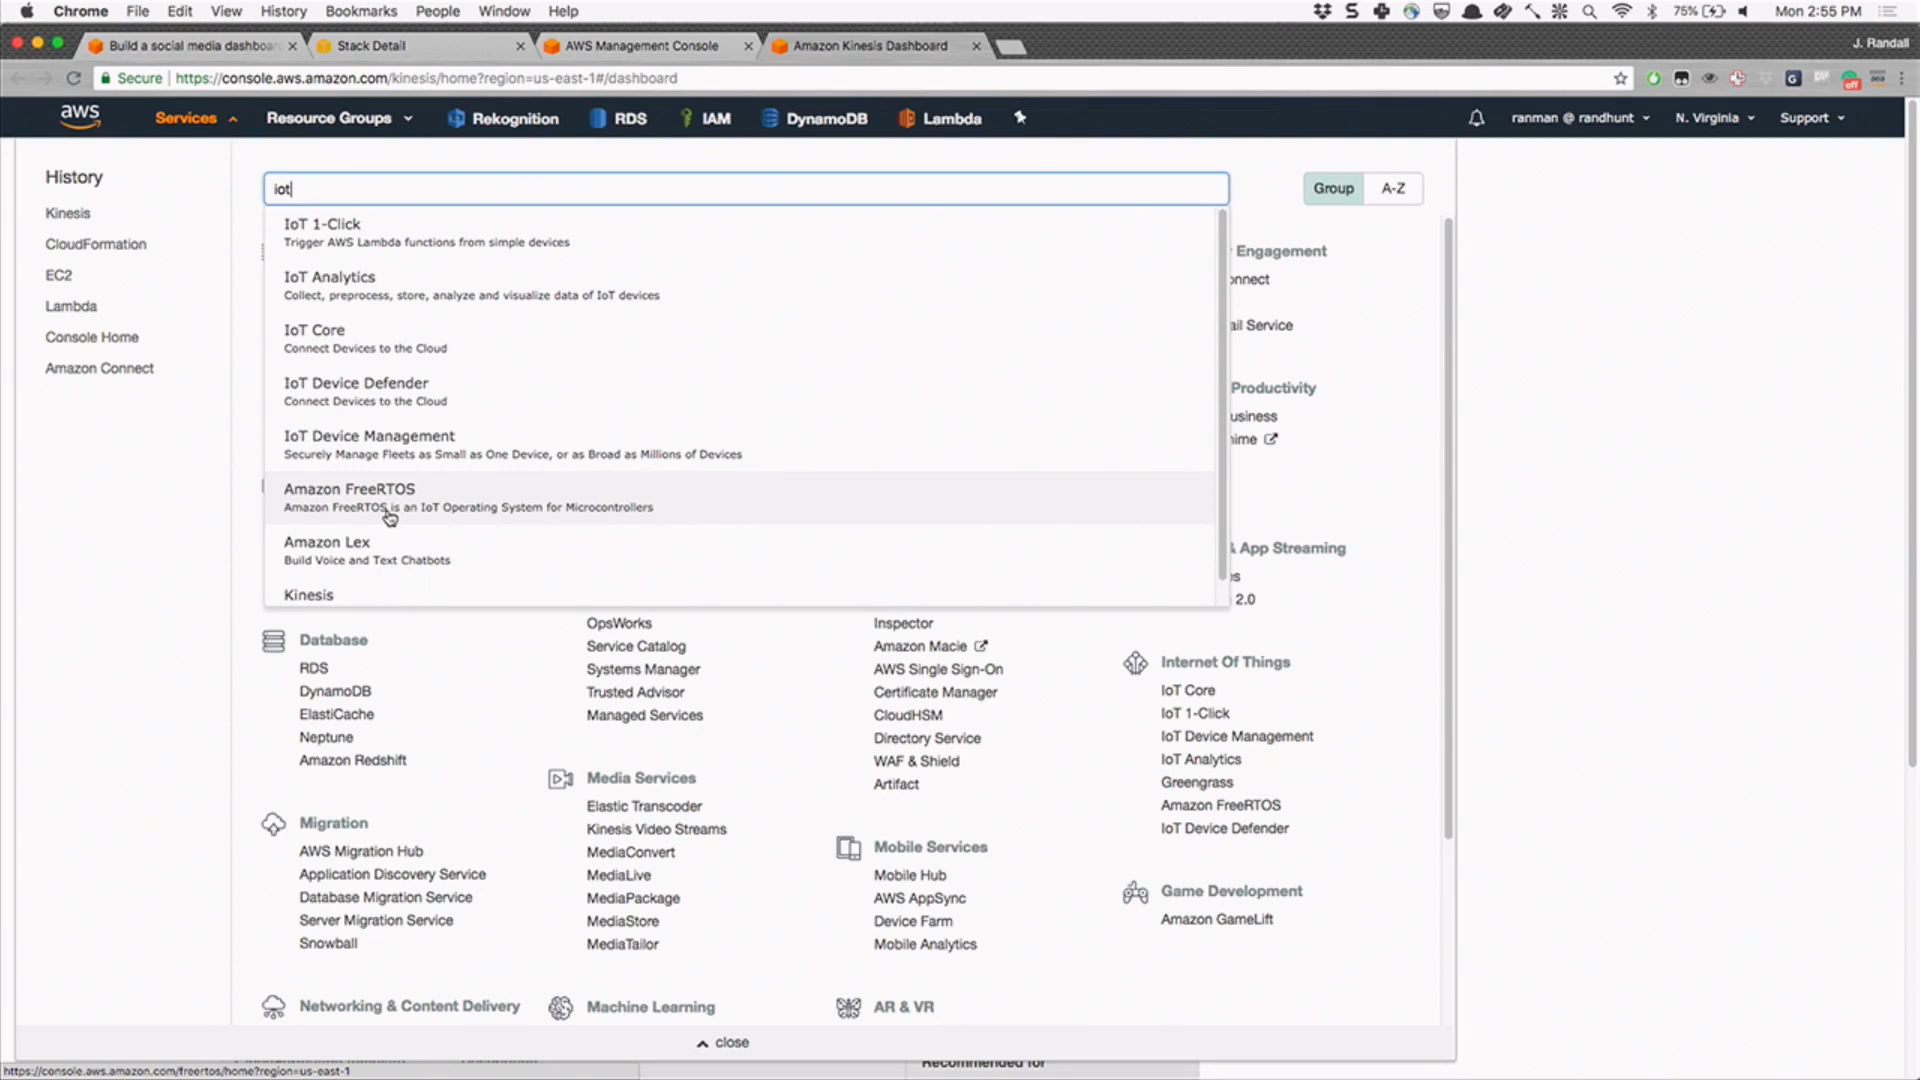 Chrome File Edit View History Bookmarks People Window Help 75% Mon 2:55 PM
Build a social media dashboar Stack Detail AWS Management Console Amazon Kinesis Dashboard J. Randall
Secure https://console.aws.amazon.com/kinesis/home?region=us-east-1#/dashboard
aws Services Resource Groups Rekognition RDS IAM DynamoDB Lambda ranman @ randhunt N. Virginia Support
History
Kinesis
CloudFormation
EC2
Lambda
Console Home
Amazon Connect
iot
Group A-Z
IoT 1-Click
Trigger AWS Lambda functions from simple devices
IoT Analytics
Collect, preprocess, store, analyze and visualize data of IoT devices
IoT Core
Connect Devices to the Cloud
IoT Device Defender
Connect Devices to the Cloud
IoT Device Management
Securely Manage Fleets as Small as One Device, or as Broad as Millions of Devices
Amazon FreeRTOS
Amazon FreeRTOS is an IoT Operating System for Microcontrollers
Amazon Lex
Build Voice and Text Chatbots
Kinesis
Engagement
onnect
ail Service
Productivity
usiness
hime
& App Streaming
2.0
Database
RDS
DynamoDB
ElastiCache
Neptune
Amazon Redshift
Migration
AWS Migration Hub
Application Discovery Service
Database Migration Service
Server Migration Service
Snowball
Networking & Content Delivery
OpsWorks
Service Catalog
Systems Manager
Trusted Advisor
Managed Services
Media Services
Elastic Transcoder
Kinesis Video Streams
MediaConvert
MediaLive
MediaPackage
MediaStore
MediaTailor
Machine Learning
Inspector
Amazon Macie
AWS Single Sign-On
Certificate Manager
CloudHSM
Directory Service
WAF & Shield
Artifact
Mobile Services
Mobile Hub
AWS AppSync
Device Farm
Mobile Analytics
AR & VR
Internet Of Things
IoT Core
IoT 1-Click
IoT Device Management
IoT Analytics
Greengrass
Amazon FreeRTOS
IoT Device Defender
Game Development
Amazon GameLift
close
Recommended for
https://console.aws.amazon.com/freertos/home?region=us-east-1